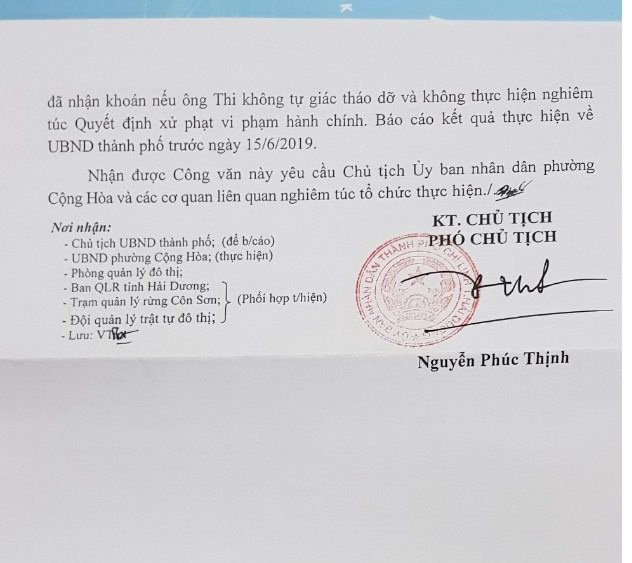 đã nhận khoán nếu ông Thi không tự giác tháo dỡ và không thực hiện nghiêm
túc Quyết định xử phạt vi phạm hành chính. Báo cáo kết quả thực hiện về
UBND thành phố trước ngày 15/6/2019.
Nhận được Công văn này yêu cầu Chủ tịch Ủy ban nhân dân phường
Cộng Hòa và các cơ quan liên quan nghiêm túc tổ chức thực hiện./.
Nơi nhận:
- Chủ tịch UBND thành phố; (để b/cáo)
- UBND phường Cộng Hòa; (thực hiện)
- Phòng quản lý đô thị;
- Ban QLR tỉnh Hải Dương;
- Trạm quản lý rừng Côn Sơn; (Phối hợp t/hiện)
- Đội quản lý trật tự đô thị;
- Lưu: VT
KT. CHỦ TỊCH
PHÓ CHỦ TỊCH
Nguyễn Phúc Thịnh